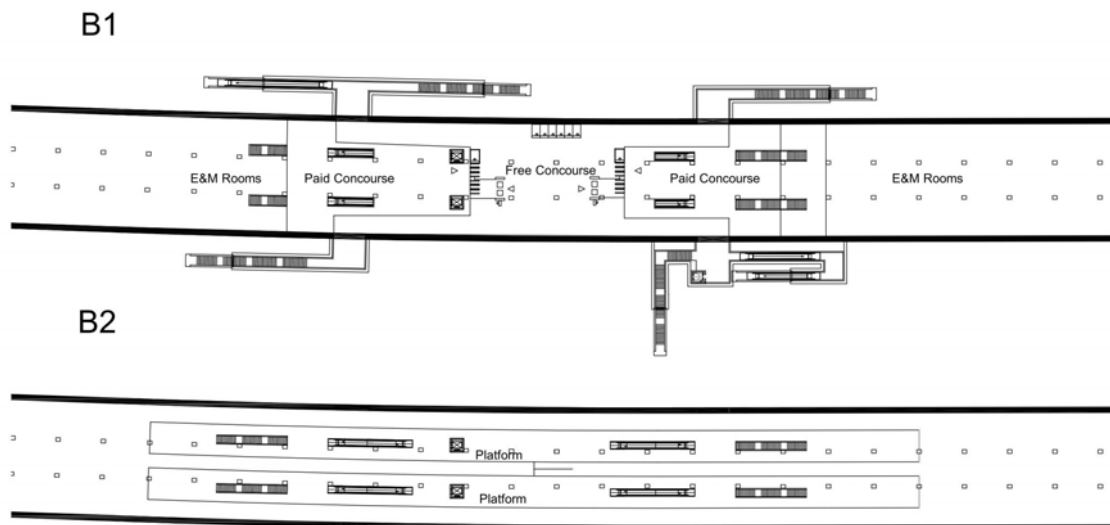 B1
E&M Rooms
Paid Concourse
Free Concourse
Paid Concourse
E&M Rooms
B2
Platform
Platform